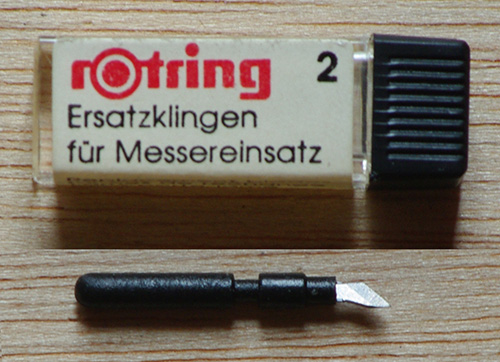 rotring 2
Ersatzklingen
für Messereinsatz